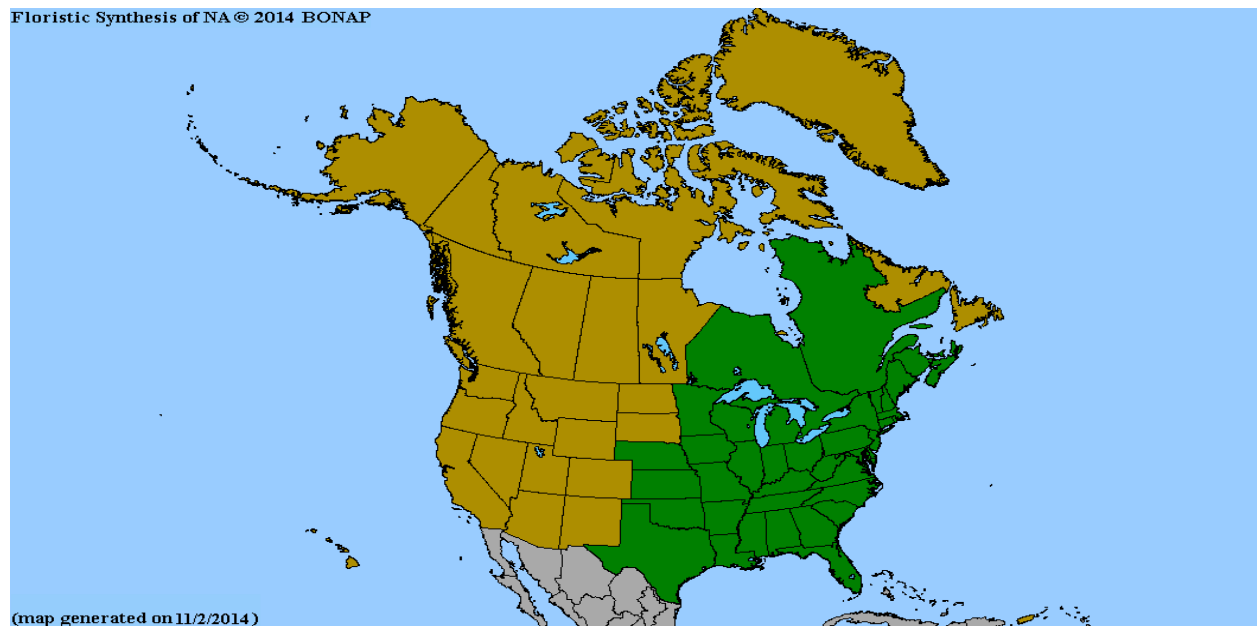 Floristic Synthesis of NA © 2014 BONAP
(map generated on 11/2/2014)